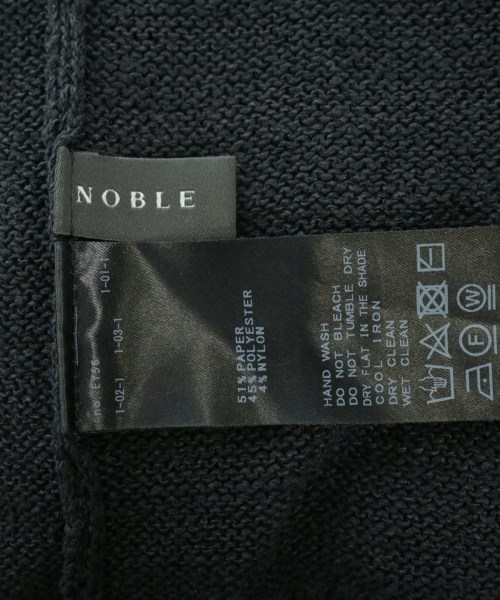 NOBLE
1-01-1
1-02-1 1-03-1
51% PAPER
45% POLYESTER
4% NYLON
HAND WASH
DO NOT BLEACH
DO NOT TUMBLE DRY
DRY FLAT IN THE SHADE
COOL IRON
DRY CLEAN
WET CLEAN
W
F